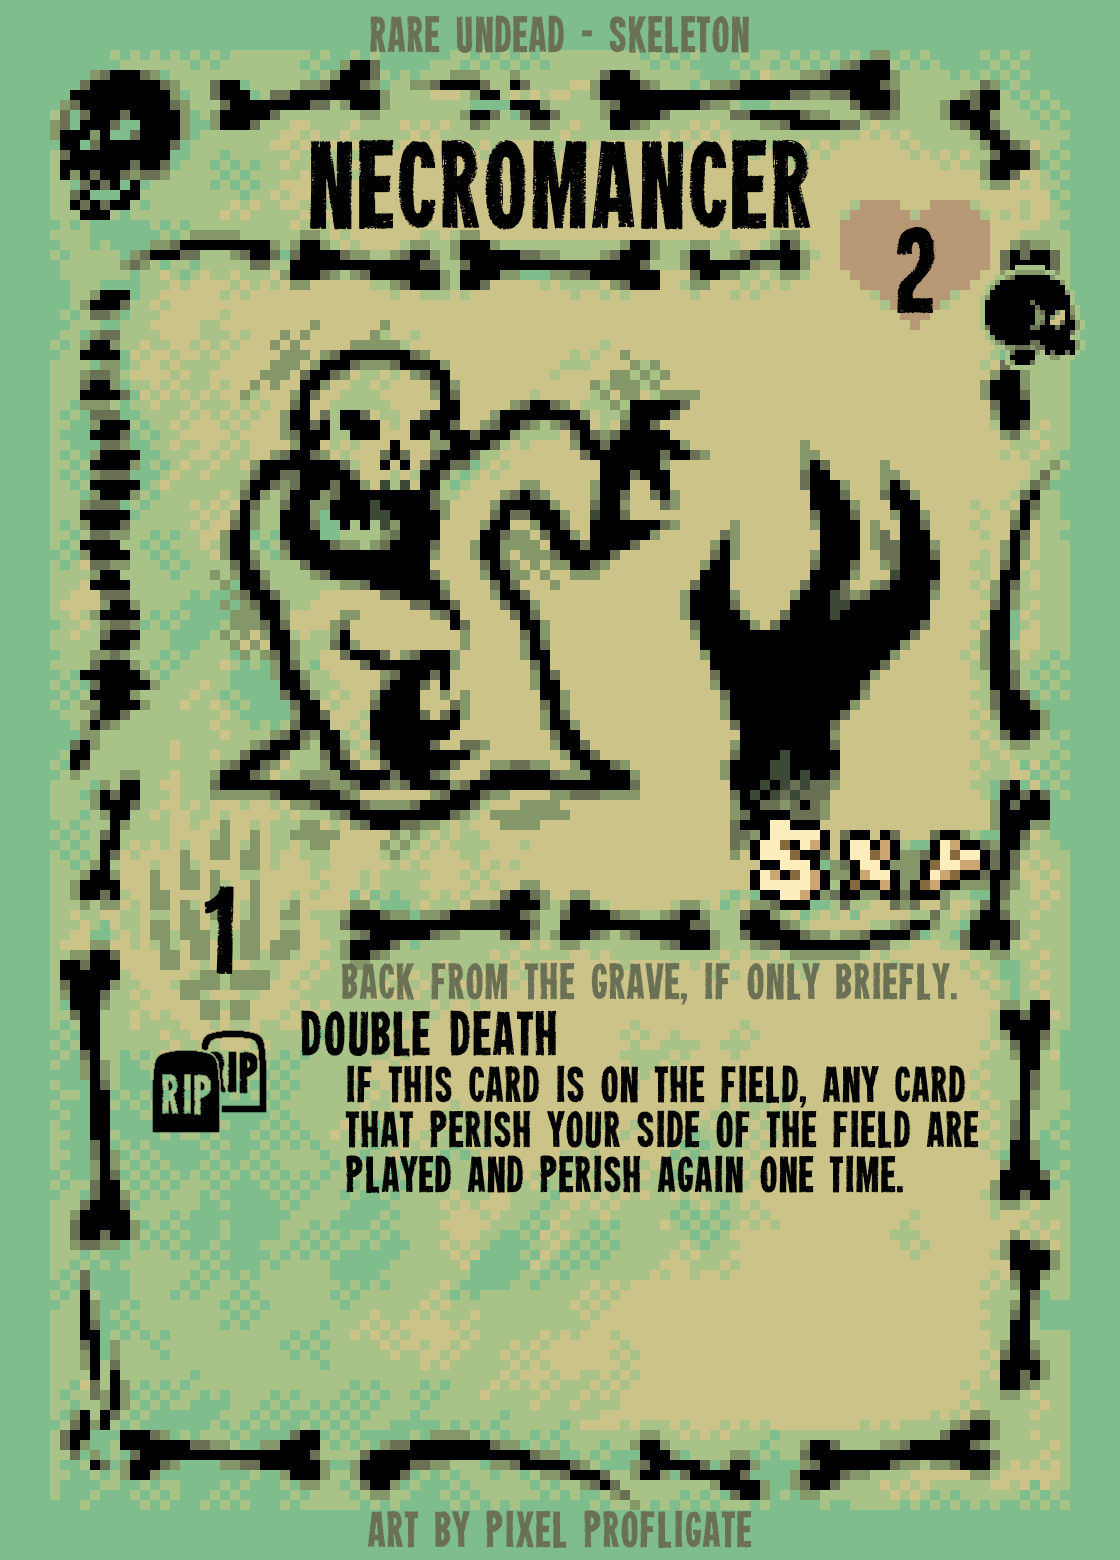 RARE UNDEAD - SKELETON
NECROMANCER
2
SXP
1
BACK FROM THE GRAVE, IF ONLY BRIEFLY.
DOUBLE DEATH
RIP
RIP
IF THIS CARD IS ON THE FIELD, ANY CARD
THAT PERISH YOUR SIDE OF THE FIELD ARE
PLAYED AND PERISH AGAIN ONE TIME.
ART BY PIXEL PROFLIGATE